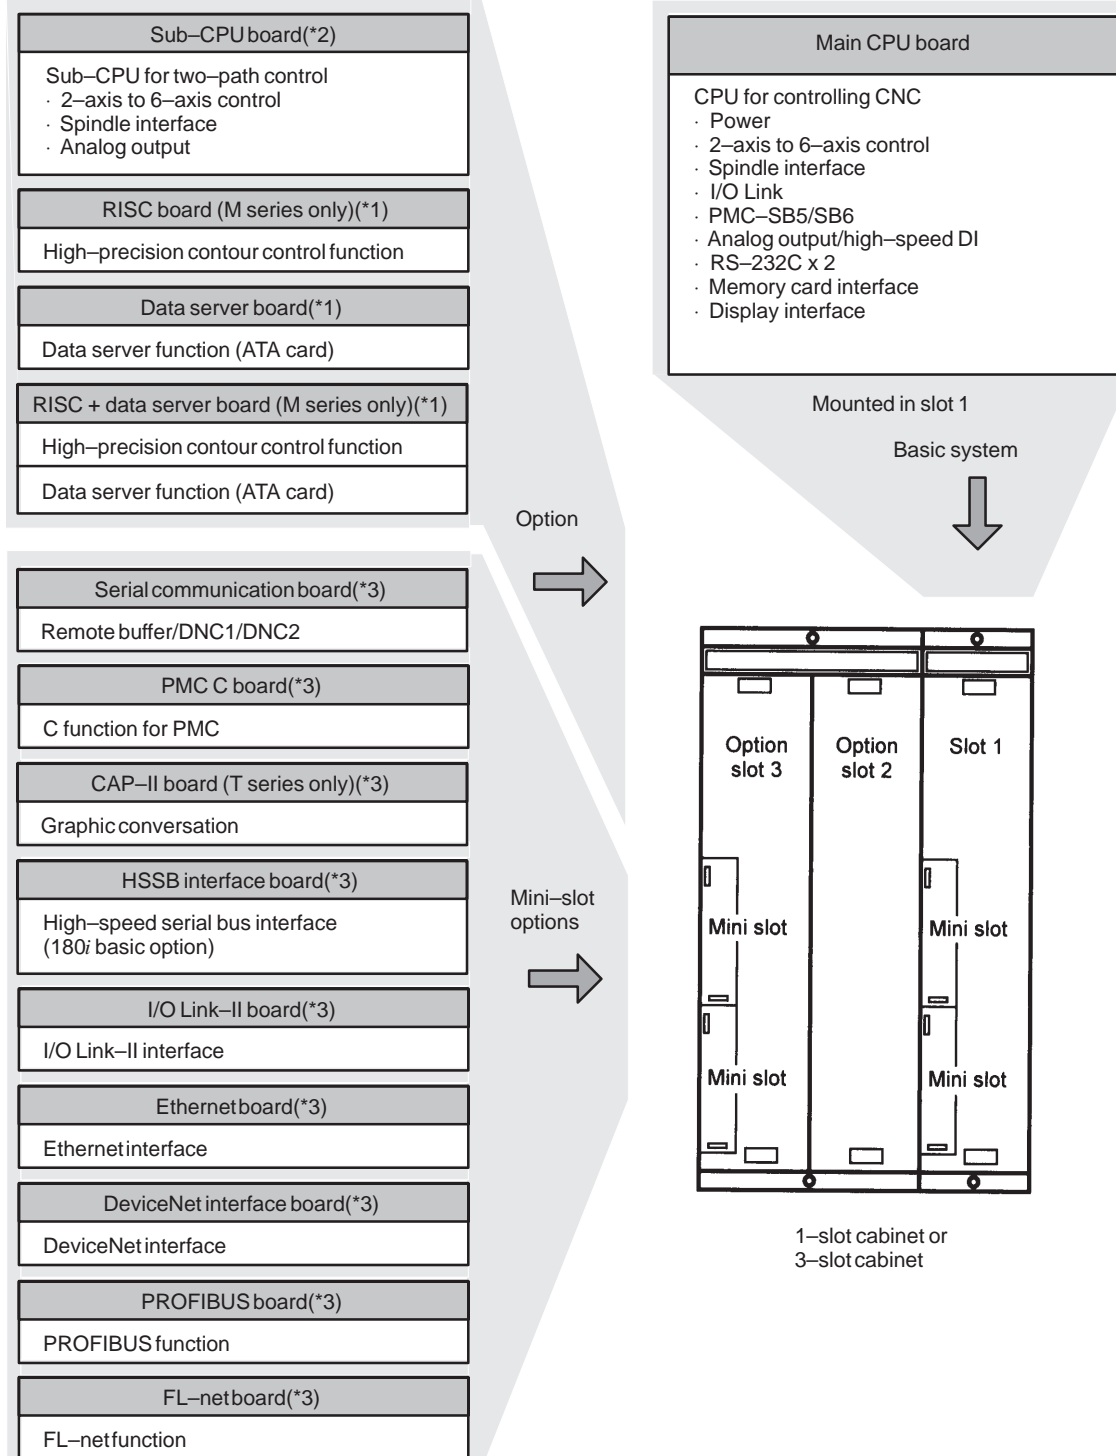 Sub–CPU board(*2)
Sub–CPU for two–path control
· 2–axis to 6–axis control
· Spindle interface
· Analog output
RISC board (M series only)(*1)
High–precision contour control function
Data server board(*1)
Data server function (ATA card)
RISC + data server board (M series only)(*1)
High–precision contour control function
Data server function (ATA card)
Serial communication board(*3)
Remote buffer/DNC1/DNC2
PMC C board(*3)
C function for PMC
CAP–II board (T series only)(*3)
Graphic conversation
HSSB interface board(*3)
High–speed serial bus interface
(180i basic option)
I/O Link–II board(*3)
I/O Link–II interface
Ethernet board(*3)
Ethernet interface
DeviceNet interface board(*3)
DeviceNet interface
PROFIBUS board(*3)
PROFIBUS function
FL–net board(*3)
FL–net function
Option
Mini–slot
options
Main CPU board
CPU for controlling CNC
· Power
· 2–axis to 6–axis control
· Spindle interface
· I/O Link
· PMC–SB5/SB6
· Analog output/high–speed DI
· RS–232C x 2
· Memory card interface
· Display interface
Mounted in slot 1
Basic system
Option
slot 3
Option
slot 2
Slot 1
Mini slot
Mini slot
Mini slot
Mini slot
1–slot cabinet or
3–slot cabinet